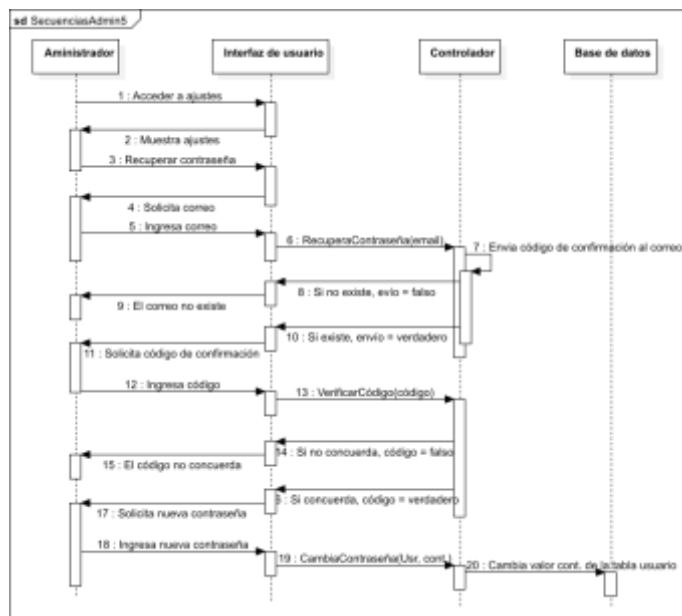 sd SecuenciasAdmin5
Aministrador
Interfaz de usuario
Controlador
Base de datos
1 : Acceder a ajustes
2 : Muestra ajustes
3 : Recuperar contraseña
4 : Solicita correo
5 : Ingresa correo
6 : RecuperaContraseña(email)
7 : Envia código de confirmación al correo
8 : Si no existe, evío = falso
9 : El correo no existe
10 : Si existe, envío = verdadero
11 : Solicita código de confirmación
12 : Ingresa código
13 : VerificarCódigo(código)
14 : Si no concuerda, código = falso
15 : El código no concuerda
: Si concuerda, código = verdadero
17 : Solicita nueva contraseña
18 : Ingresa nueva contraseña
19 : CambiaContraseña(Usr, cont.)
20 : Cambia valor cont. de la tabla usuario